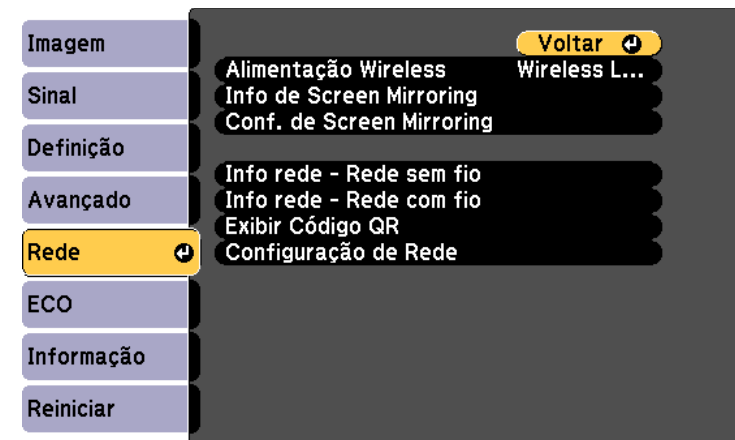 Imagem
Sinal
Definição
Avançado
Rede
ECO
Informação
Reiniciar
Voltar
Alimentação Wireless Wireless L...
Info de Screen Mirroring
Conf. de Screen Mirroring
Info rede - Rede sem fio
Info rede - Rede com fio
Exibir Código QR
Configuração de Rede